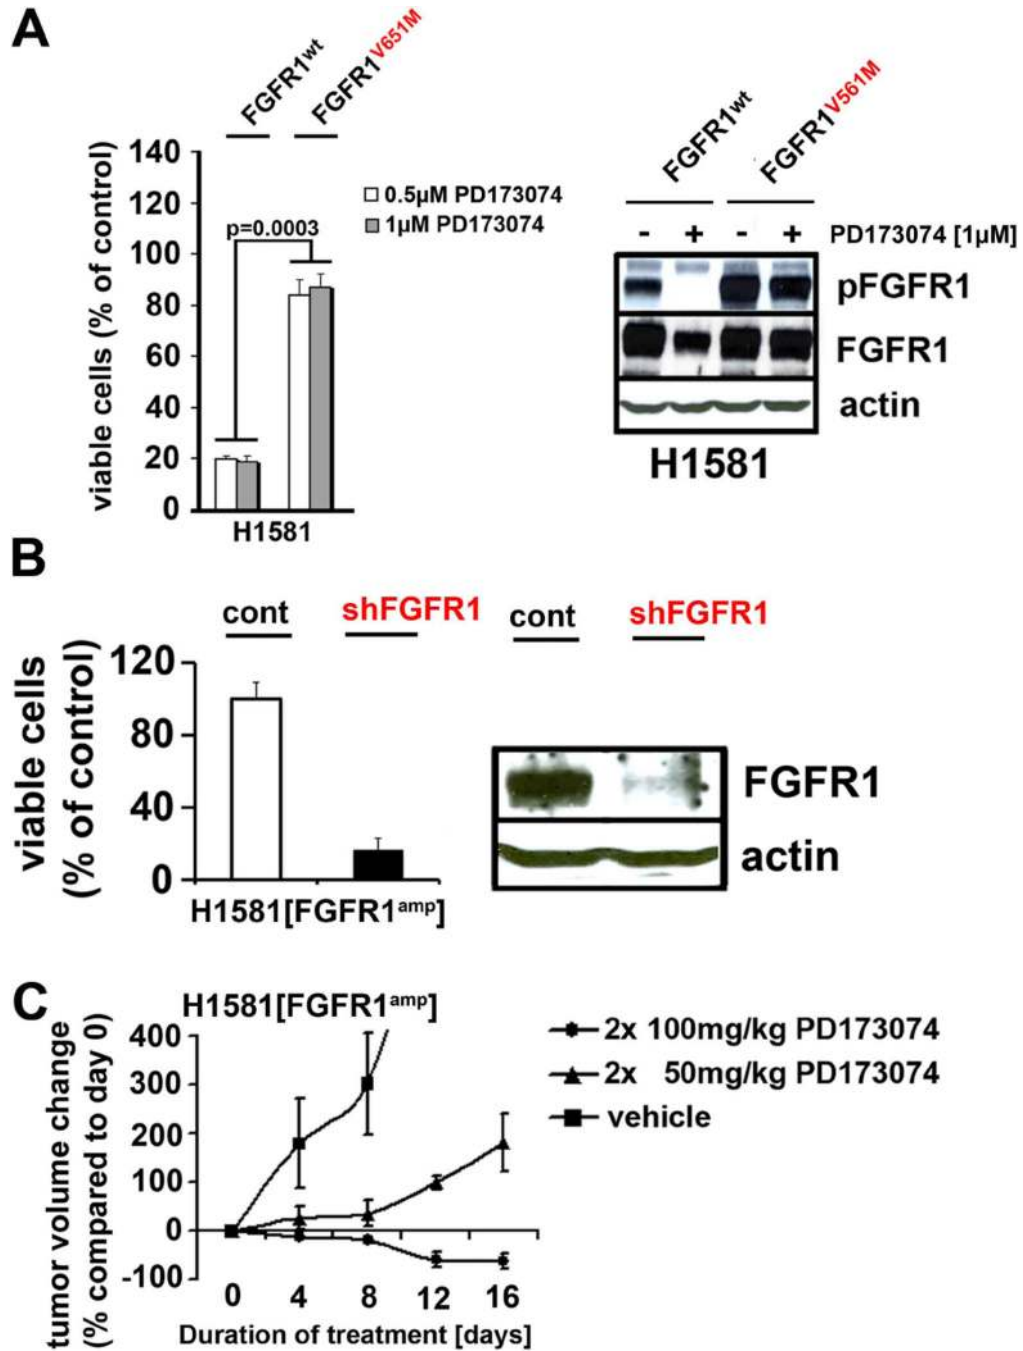 A
FGFR1wt
FGFR1V651M
viable cells (% of control)
140
120
100
80
60
40
20
0
p=0.0003
0.5µM PD173074
1µM PD173074
H1581
FGFR1wt
FGFR1V561M
- + - + PD173074 [1µM]
pFGFR1
FGFR1
actin
H1581
B
cont shFGFR1
viable cells
(% of control)
120
80
40
0
H1581[FGFR1amp]
cont shFGFR1
FGFR1
actin
C
H1581[FGFR1amp]
tumor volume change
(% compared to day 0)
400
300
200
100
0
-100
0 4 8 12 16
Duration of treatment [days]
2x 100mg/kg PD173074
2x 50mg/kg PD173074
vehicle